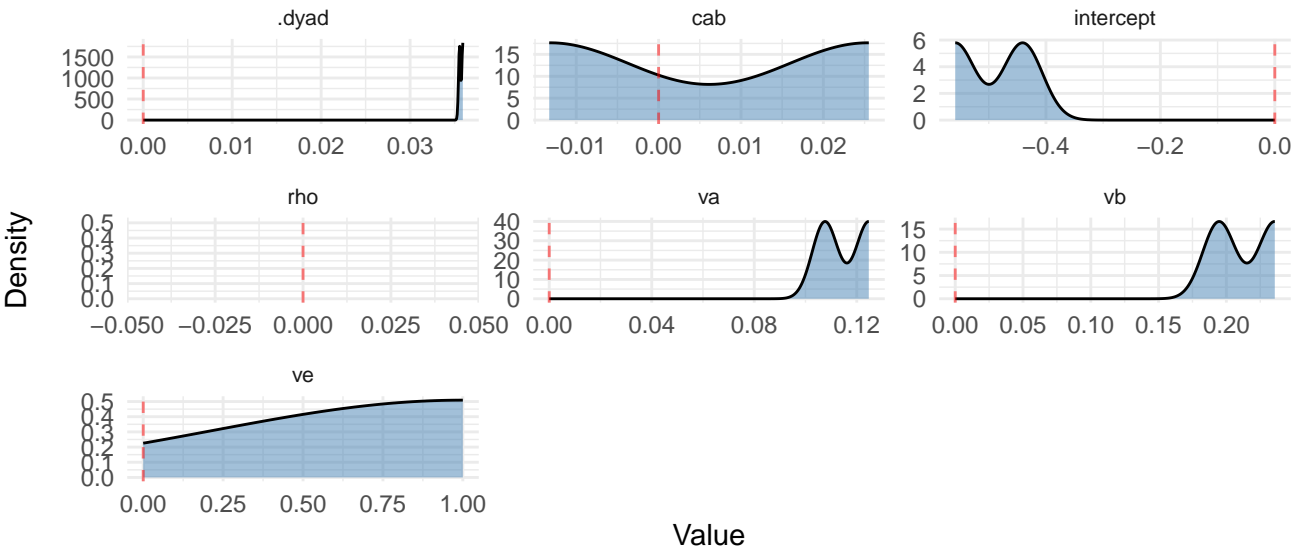 .dyad
cab
intercept
1500
1000
500
0
15
10
5
0
6
4
2
0
0.00 0.01 0.02 0.03
−0.01 0.00 0.01 0.02
−0.4 −0.2 0.0
rho
va
vb
0.5
0.4
0.3
0.2
0.1
0.0
40
30
20
10
0
15
10
5
0
−0.050 −0.025 0.000 0.025 0.050
0.00 0.04 0.08 0.12
0.00 0.05 0.10 0.15 0.20
ve
0.5
0.4
0.3
0.2
0.1
0.0
0.00 0.25 0.50 0.75 1.00
Density
Value